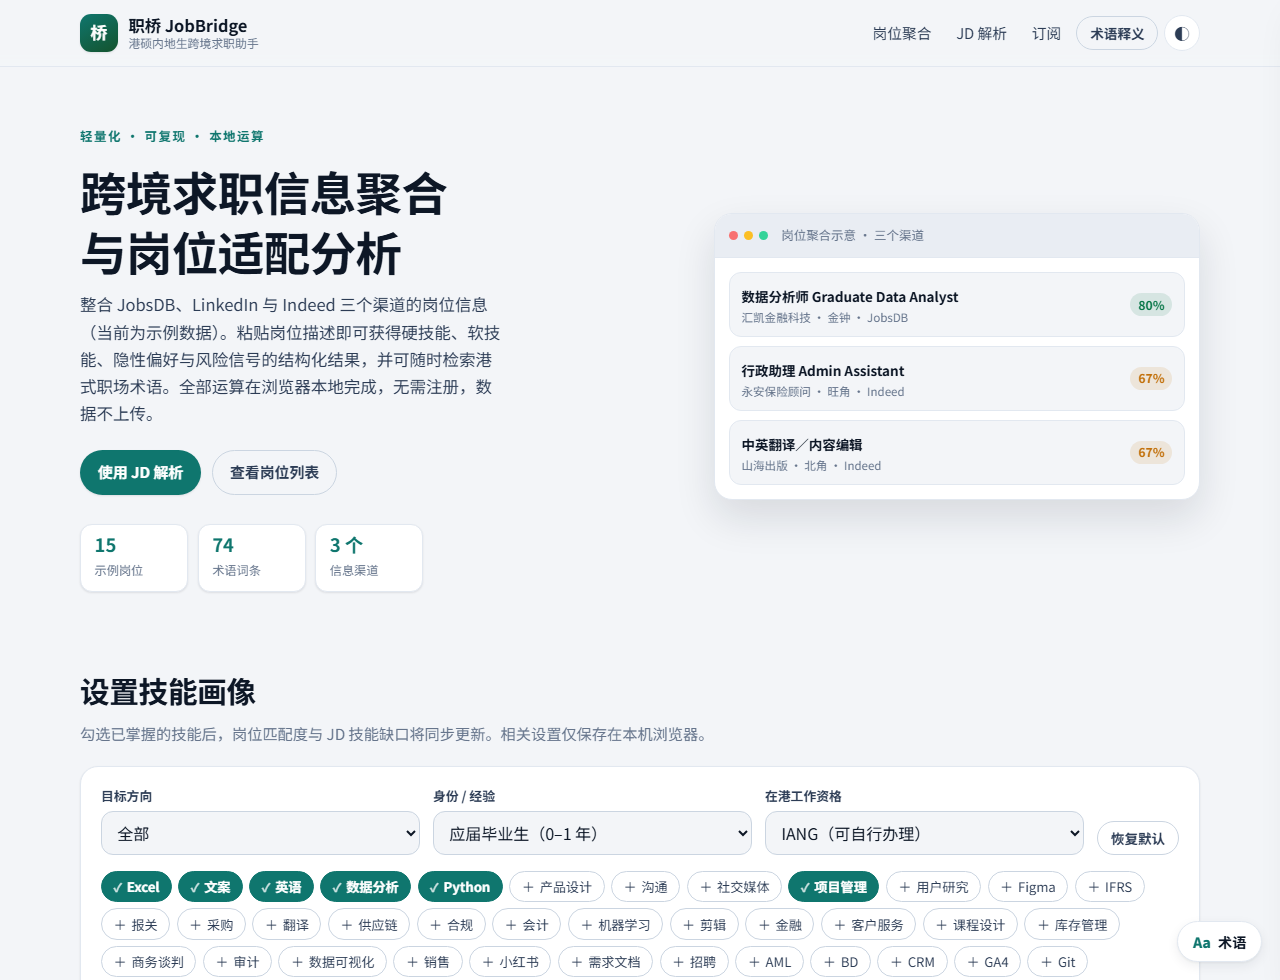 桥
职桥 JobBridge
港硕内地生跨境求职助手
岗位聚合
JD 解析
订阅
术语释义
轻量化 · 可复现 · 本地运算
跨境求职信息聚合
与岗位适配分析
整合 JobsDB、LinkedIn 与 Indeed 三个渠道的岗位信息
（当前为示例数据）。粘贴岗位描述即可获得硬技能、软技
能、隐性偏好与风险信号的结构化结果，并可随时检索港
式职场术语。全部运算在浏览器本地完成，无需注册，数
据不上传。
使用 JD 解析
查看岗位列表
15
示例岗位
74
术语词条
3 个
信息渠道
岗位聚合示意 · 三个渠道
数据分析师 Graduate Data Analyst
汇凯金融科技 · 金钟 · JobsDB
80%
行政助理 Admin Assistant
永安保险顾问 · 旺角 · Indeed
67%
中英翻译／内容编辑
山海出版 · 北角 · Indeed
67%
设置技能画像
勾选已掌握的技能后，岗位匹配度与 JD 技能缺口将同步更新。相关设置仅保存在本机浏览器。
目标方向
身份 / 经验
在港工作资格
全部
应届毕业生（0–1 年）
IANG（可自行办理）
恢复默认
✓ Excel ✓ 文案 ✓ 英语 ✓ 数据分析 ✓ Python ＋ 产品设计 ＋ 沟通 ＋ 社交媒体 ✓ 项目管理 ＋ 用户研究 ＋ Figma ＋ IFRS
＋ 报关 ＋ 采购 ＋ 翻译 ＋ 供应链 ＋ 合规 ＋ 会计 ＋ 机器学习 ＋ 剪辑 ＋ 金融 ＋ 客户服务 ＋ 课程设计 ＋ 库存管理
＋ 商务谈判 ＋ 审计 ＋ 数据可视化 ＋ 销售 ＋ 小红书 ＋ 需求文档 ＋ 招聘 ＋ AML ＋ BD ＋ CRM ＋ GA4 ＋ Git
Aa 术语